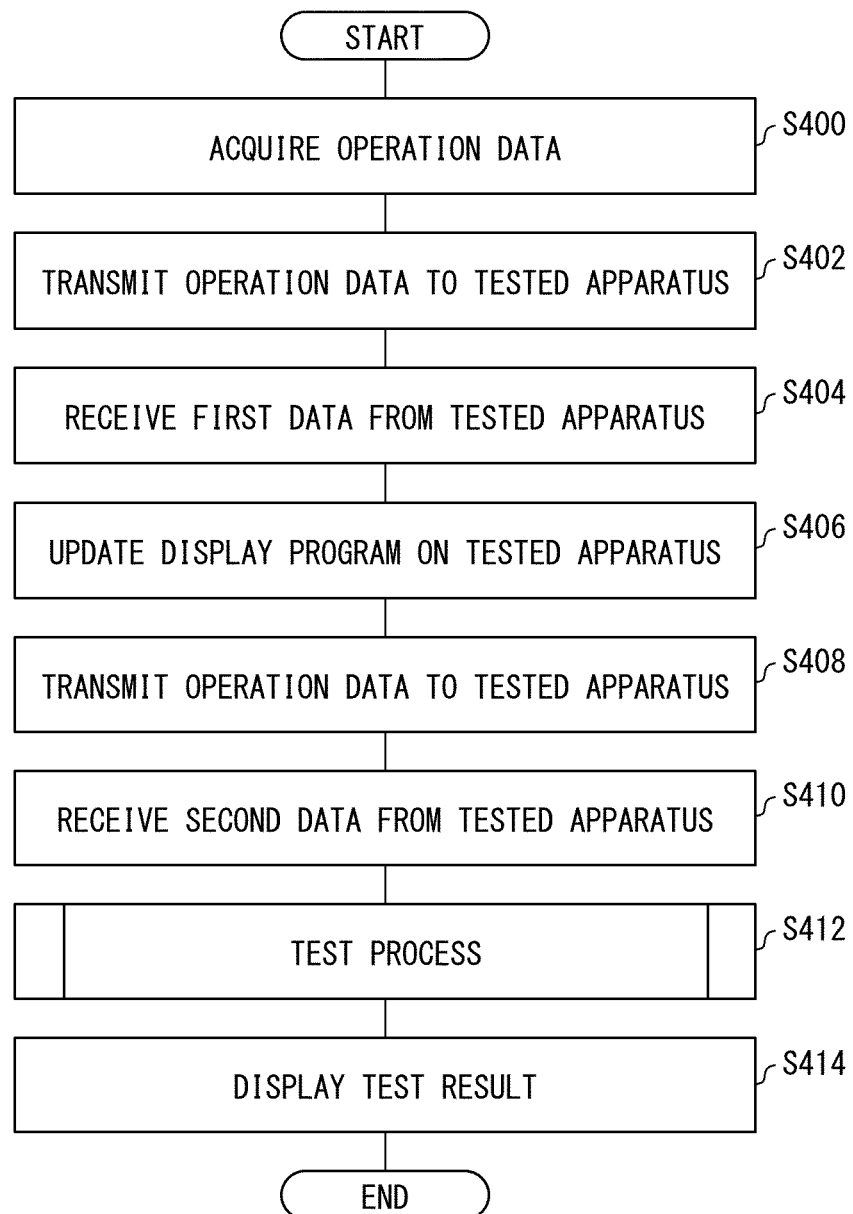 START
ACQUIRE OPERATION DATA
S400
TRANSMIT OPERATION DATA TO TESTED APPARATUS
S402
RECEIVE FIRST DATA FROM TESTED APPARATUS
S404
UPDATE DISPLAY PROGRAM ON TESTED APPARATUS
S406
TRANSMIT OPERATION DATA TO TESTED APPARATUS
S408
RECEIVE SECOND DATA FROM TESTED APPARATUS
S410
TEST PROCESS
S412
DISPLAY TEST RESULT
S414
END